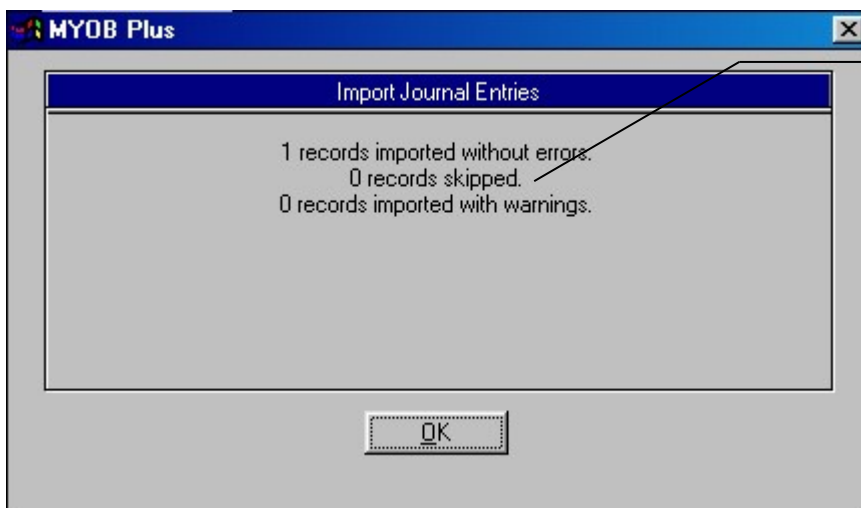 MYOB Plus
Import Journal Entries
1 records imported without errors.
0 records skipped.
0 records imported with warnings.
OK